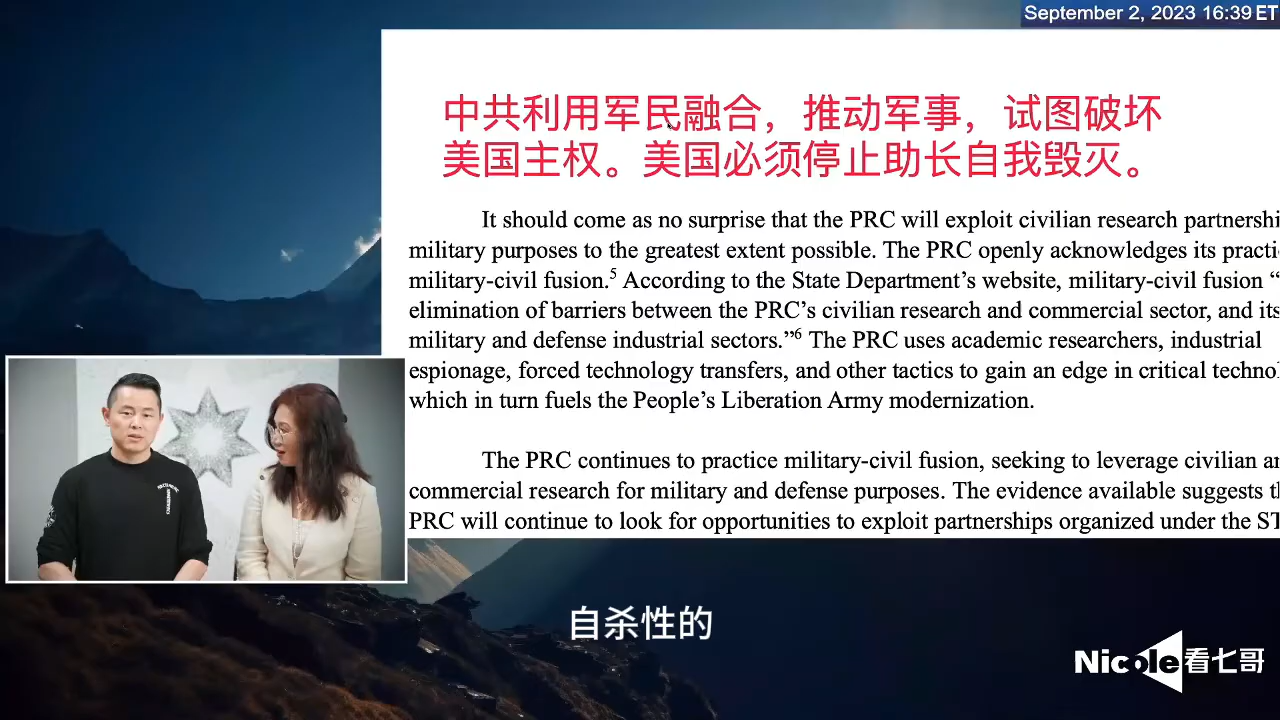 September 2, 2023 16:39 ET
中共利用军民融合，推动军事，试图破坏
美国主权。美国必须停止助长自我毁灭。
It should come as no surprise that the PRC will exploit civilian research
military purposes to the greatest extent possible. The PRC openly acknowledges its
military-civil fusion.5 According to the State Department’s website, military-civil fusion “
elimination of barriers between the PRC’s civilian research and commercial sector, and its
military and defense industrial sectors.”6 The PRC uses academic researchers, industrial
espionage, forced technology transfers, and other tactics to gain an edge in critical
which in turn fuels the People’s Liberation Army modernization.
The PRC continues to practice military-civil fusion, seeking to leverage civilian
commercial research for military and defense purposes. The evidence available suggests
PRC will continue to look for opportunities to exploit partnerships organized under the
自杀性的
Nicole看七哥